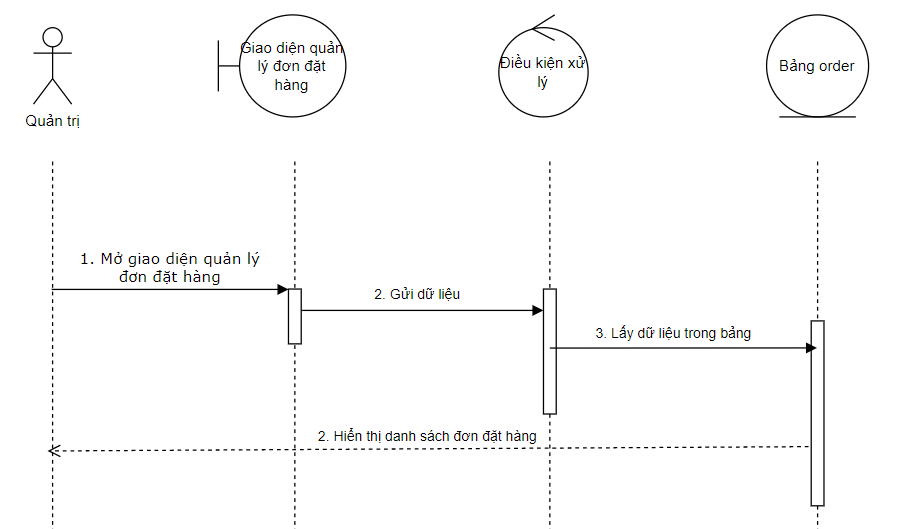 Giao diện quản
lý đơn đặt
hàng
Điều kiện xử
lý
Bảng order
Quản trị
1. Mở giao diện quản lý
đơn đặt hàng
2. Gửi dữ liệu
3. Lấy dữ liệu trong bảng
2. Hiển thị danh sách đơn đặt hàng